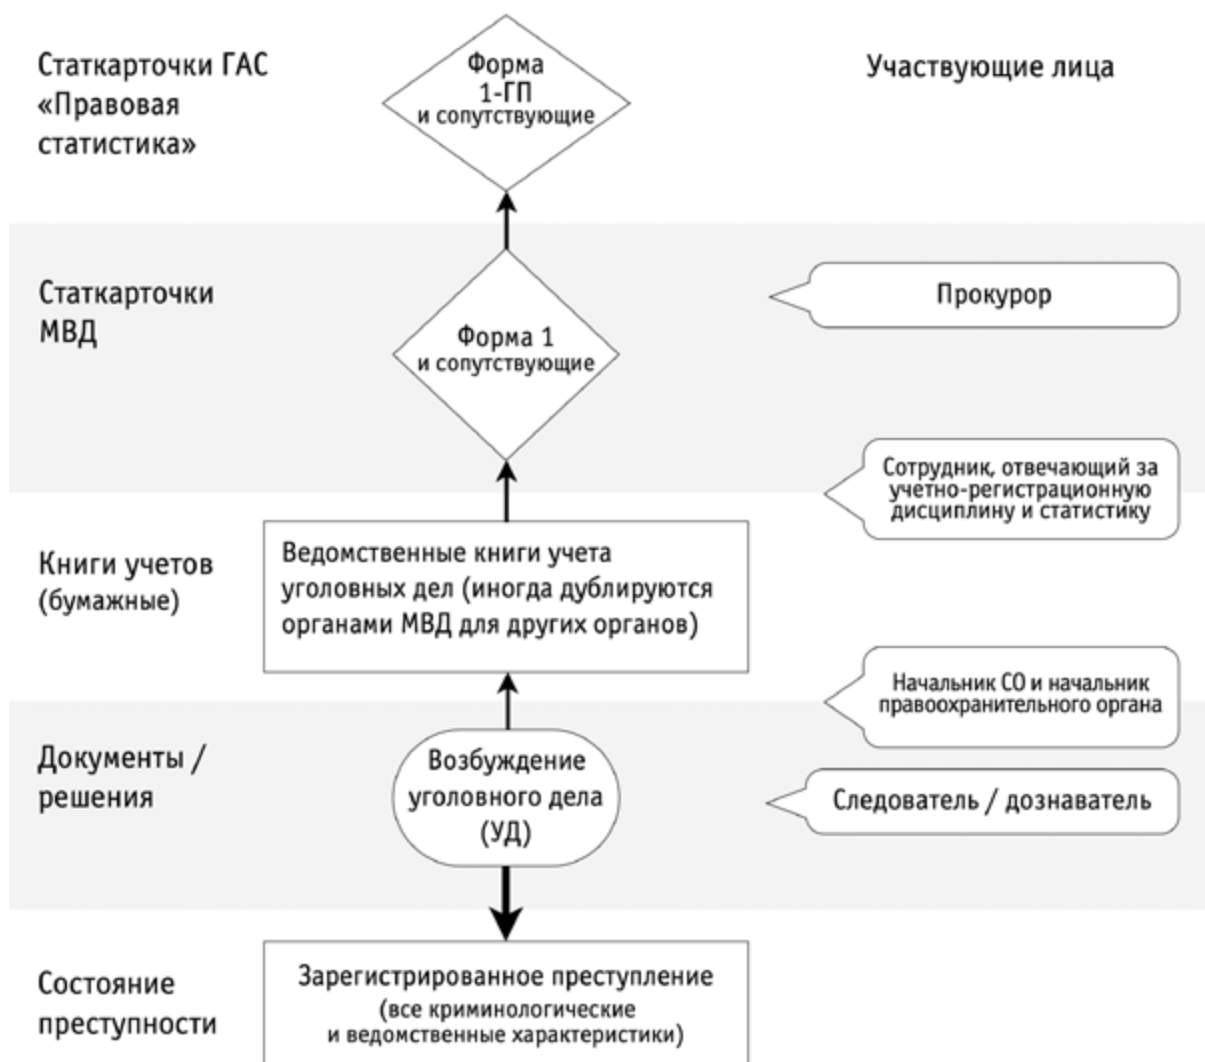 Статкарточки ГАС
«Правовая
статистика»
Форма
1-ГП
и сопутствующие
Участвующие лица
Статкарточки
МВД
Форма 1
и сопутствующие
Прокурор
Сотрудник, отвечающий за
учетно-регистрационную
дисциплину и статистику
Книги учетов
(бумажные)
Ведомственные книги учета
уголовных дел (иногда дублируются
органами МВД для других органов)
Начальник СО и начальник
правоохранительного органа
Документы /
решения
Возбуждение
уголовного дела
(УД)
Следователь / дознаватель
Состояние
преступности
Зарегистрированное преступление
(все криминологические
и ведомственные характеристики)